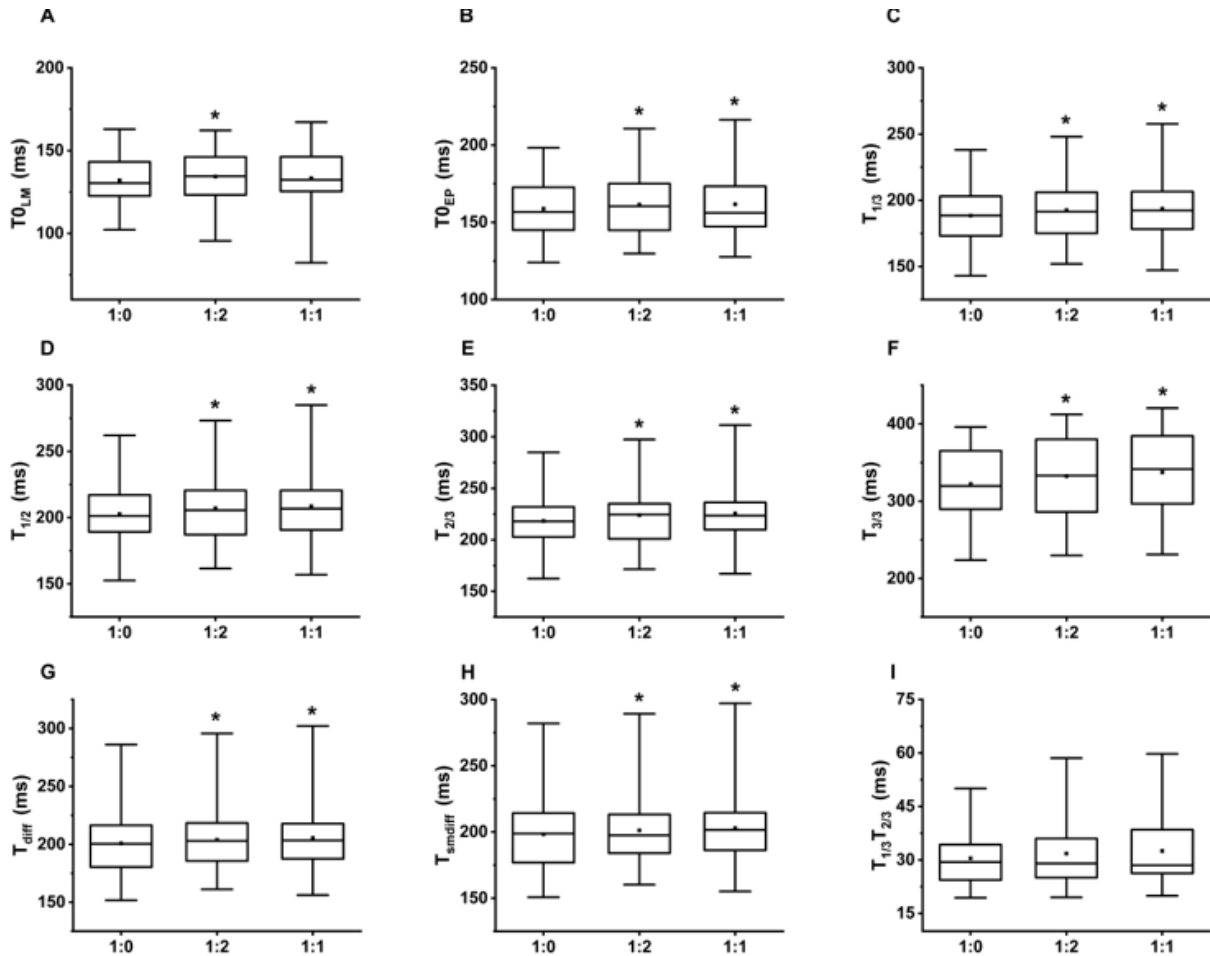 A
T0LM (ms)
200
150
100
*
1:0 1:2 1:1
B
T0EP (ms)
250
200
150
100
* *
1:0 1:2 1:1
C
T1/3 (ms)
300
250
200
150
* *
1:0 1:2 1:1
D
T1/2 (ms)
300
250
200
150
* *
1:0 1:2 1:1
E
T2/3 (ms)
350
300
250
200
150
* *
1:0 1:2 1:1
F
T3/3 (ms)
400
300
200
* *
1:0 1:2 1:1
G
Tdiff (ms)
300
250
200
150
* *
1:0 1:2 1:1
H
Tsmdiff (ms)
300
250
200
150
* *
1:0 1:2 1:1
I
T1/3T2/3 (ms)
75
60
45
30
15
1:0 1:2 1:1